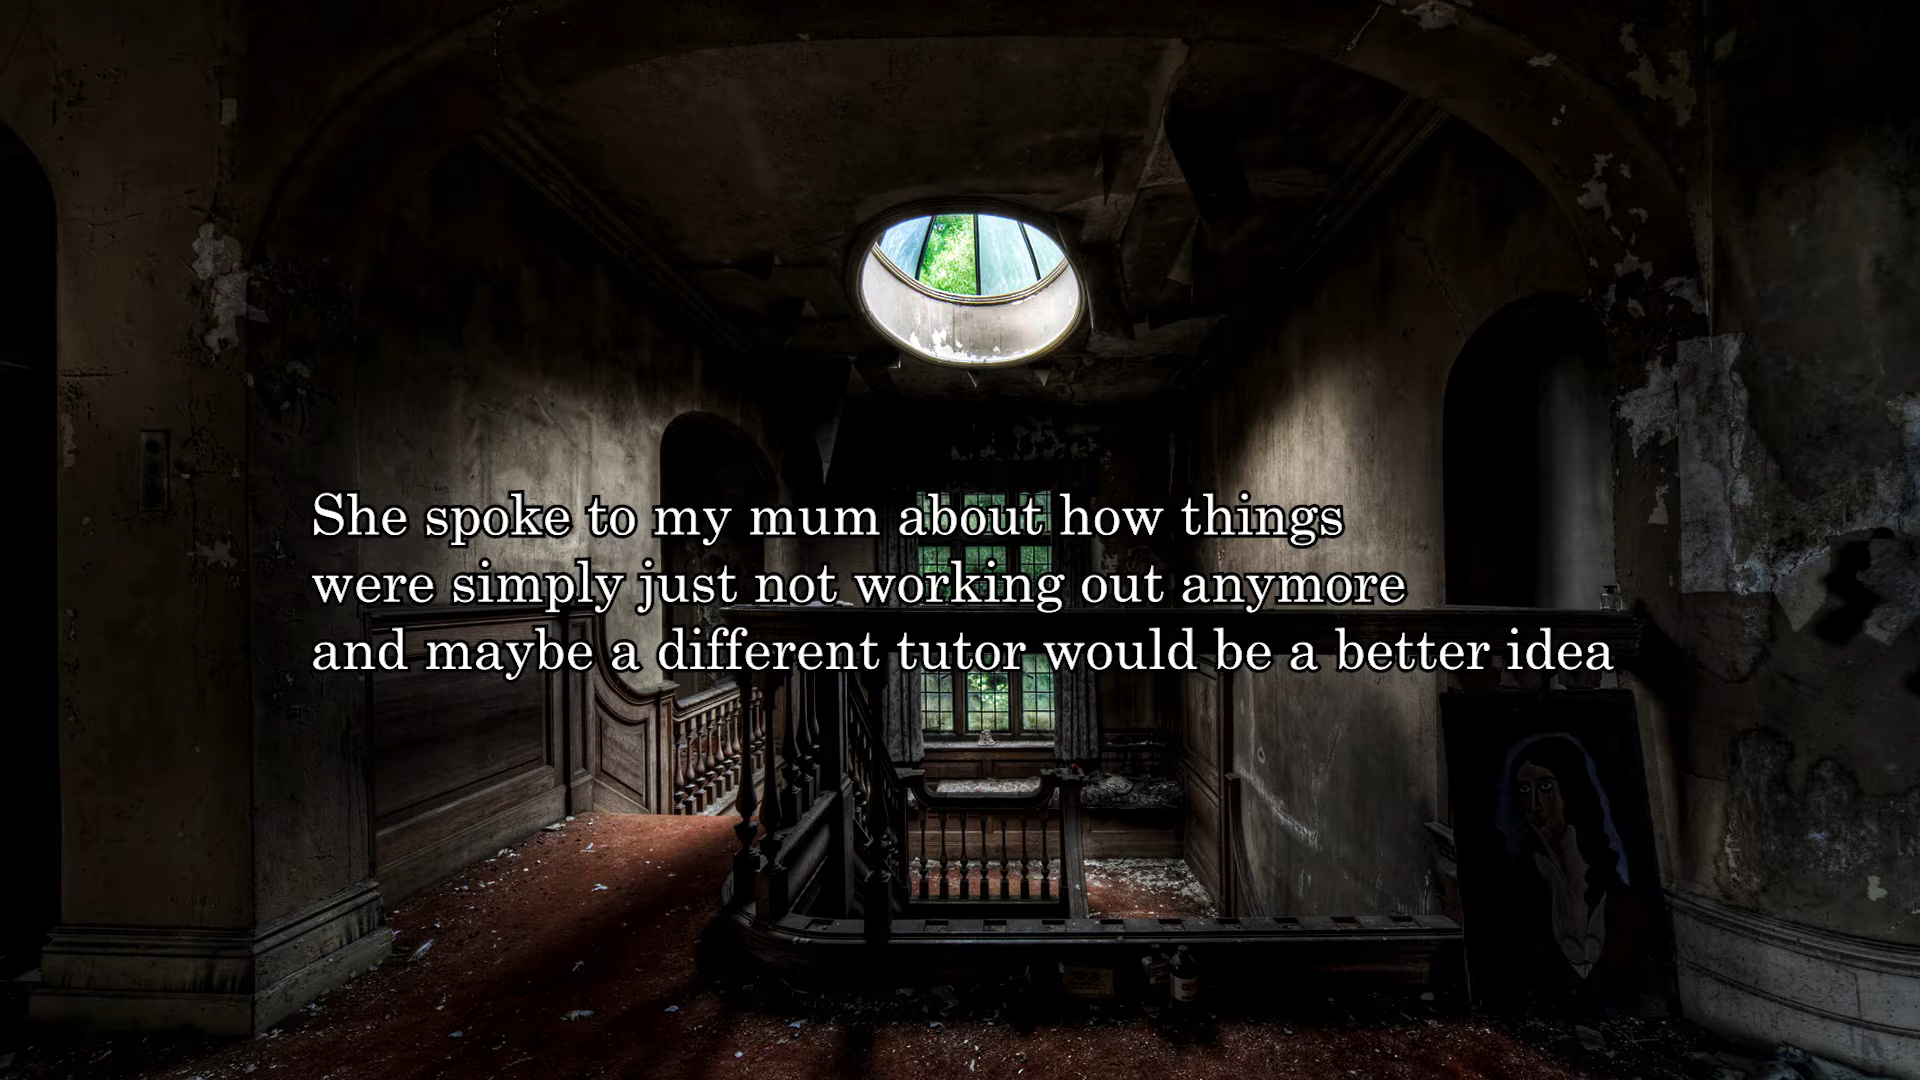 She spoke to my mum about how things
were simply just not working out anymore
and maybe a different tutor would be a better idea